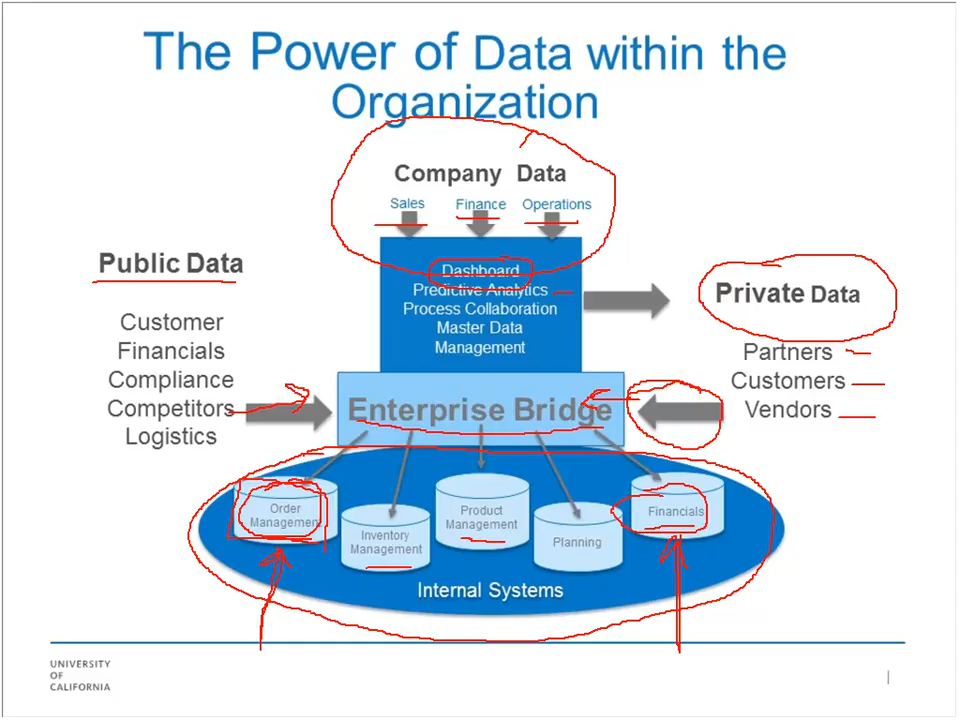 The Power of Data within the
Organization
Company Data
Sales Finance Operations
Public Data
Customer
Financials
Compliance
Competitors
Logistics
Dashboard
Predictive Analytics
Process Collaboration
Master Data
Management
Private Data
Partners
Customers
Vendors
Enterprise Bridge
Order
Management
Inventory
Management
Product
Management
Planning
Financials
Internal Systems
UNIVERSITY
OF
CALIFORNIA